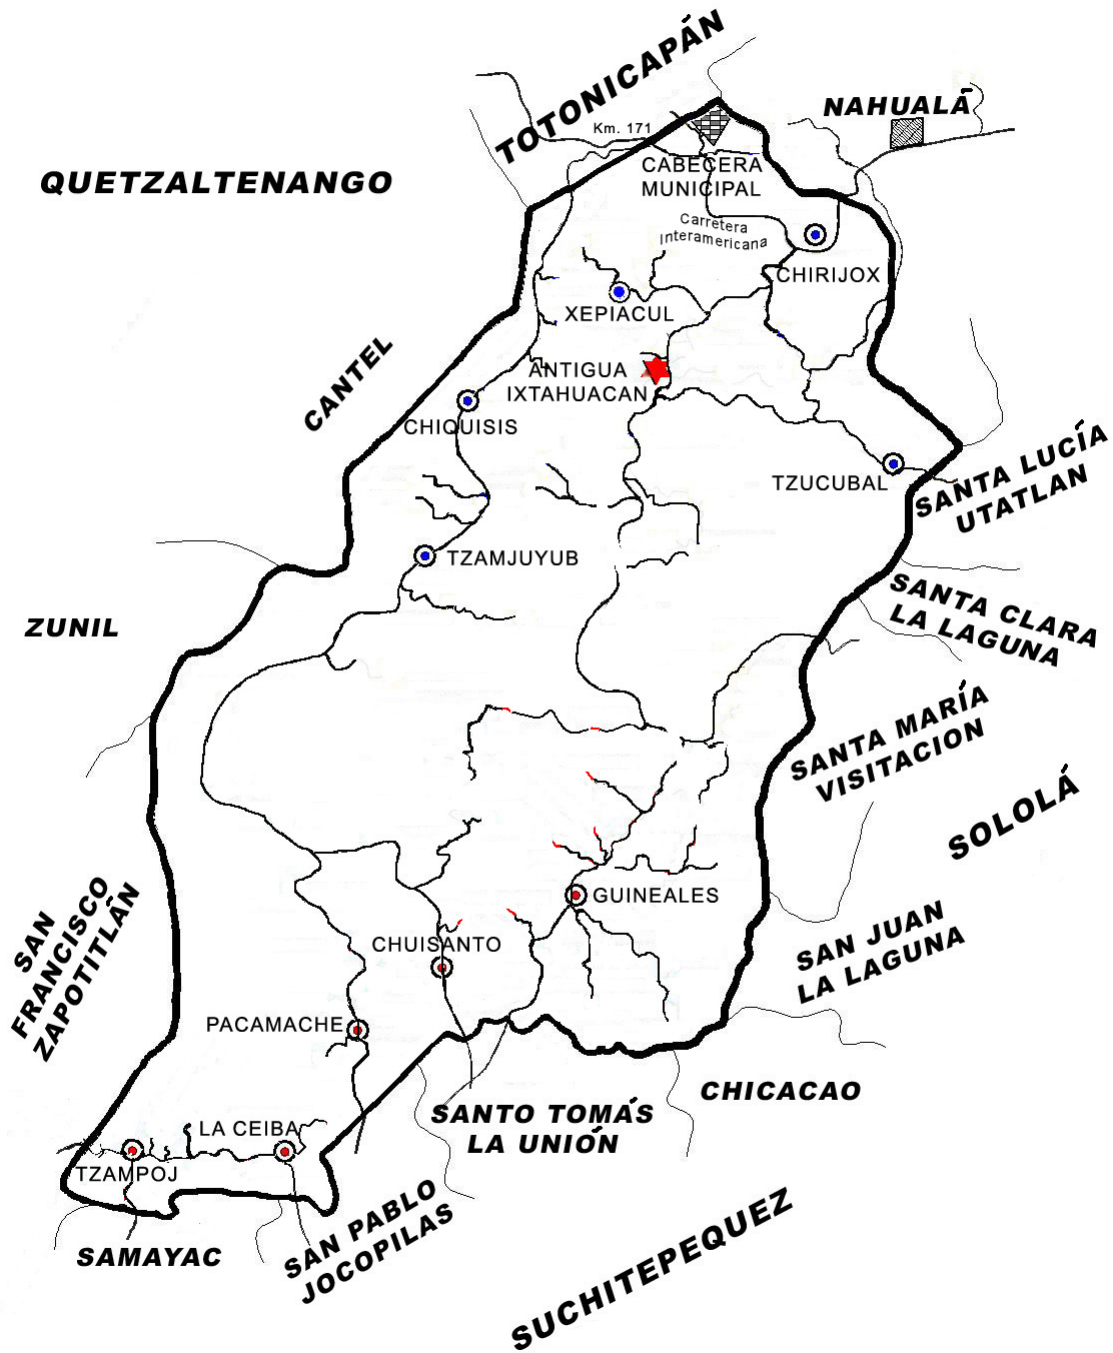 TOTONICAPÁN
NAHUALÁ
Km. 171
QUETZALTENANGO
CABECERA
MUNICIPAL
Carretera
Interamericana
CHIRIJOX
XEPIACUL
ANTIGUA
IXTAHUACAN
CANTEL
CHIQUISIS
TZUCUBAL
SANTA LUCÍA
UTATLAN
TZAMJUYUB
SANTA CLARA
LA LAGUNA
ZUNIL
SANTA MARÍA
VISITACION
SOLOLÁ
GUINEALES
SAN
FRANCISCO
ZAPOTITLÁN
CHUISANTO
SAN JUAN
LA LAGUNA
PACAMACHE
CHICACAO
SANTO TOMÁS
LA UNIÓN
LA CEIBA
TZAMPOJ
SAN PABLO
JOCOPILAS
SAMAYAC
SUCHITEPEQUEZ